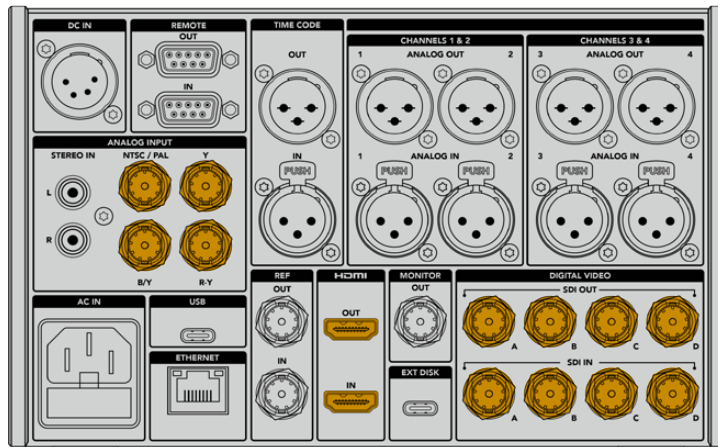 DC IN
REMOTE
OUT
IN
TIME CODE
OUT
IN
CHANNELS 1 & 2
1 ANALOG OUT 2
1 ANALOG IN 2
PUSH
PUSH
PUSH
CHANNELS 3 & 4
3 ANALOG OUT 4
3 ANALOG IN 4
PUSH
PUSH
ANALOG INPUT
STEREO IN NTSC / PAL Y
L
R
B/Y R-Y
AC IN
USB
ETHERNET
REF
OUT
IN
HDMI
OUT
IN
MONITOR
OUT
EXT DISK
DIGITAL VIDEO
SDI OUT
A B C D
SDI IN
A B C D